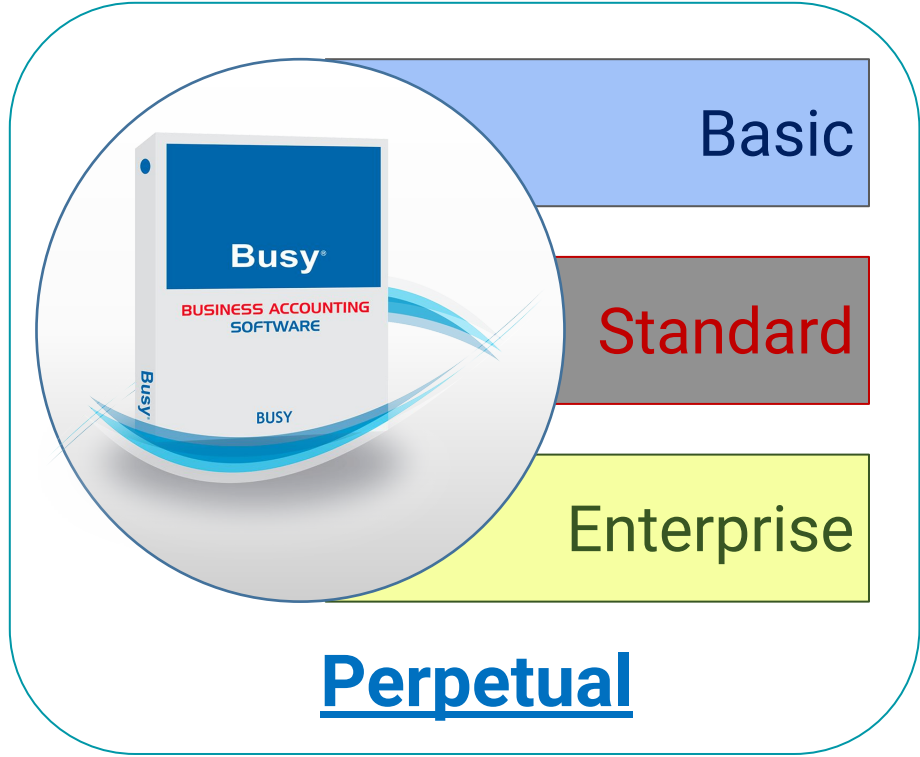 Basic
Busy®
BUSINESS ACCOUNTING
SOFTWARE
BUSY
Busy
Standard
Enterprise
Perpetual